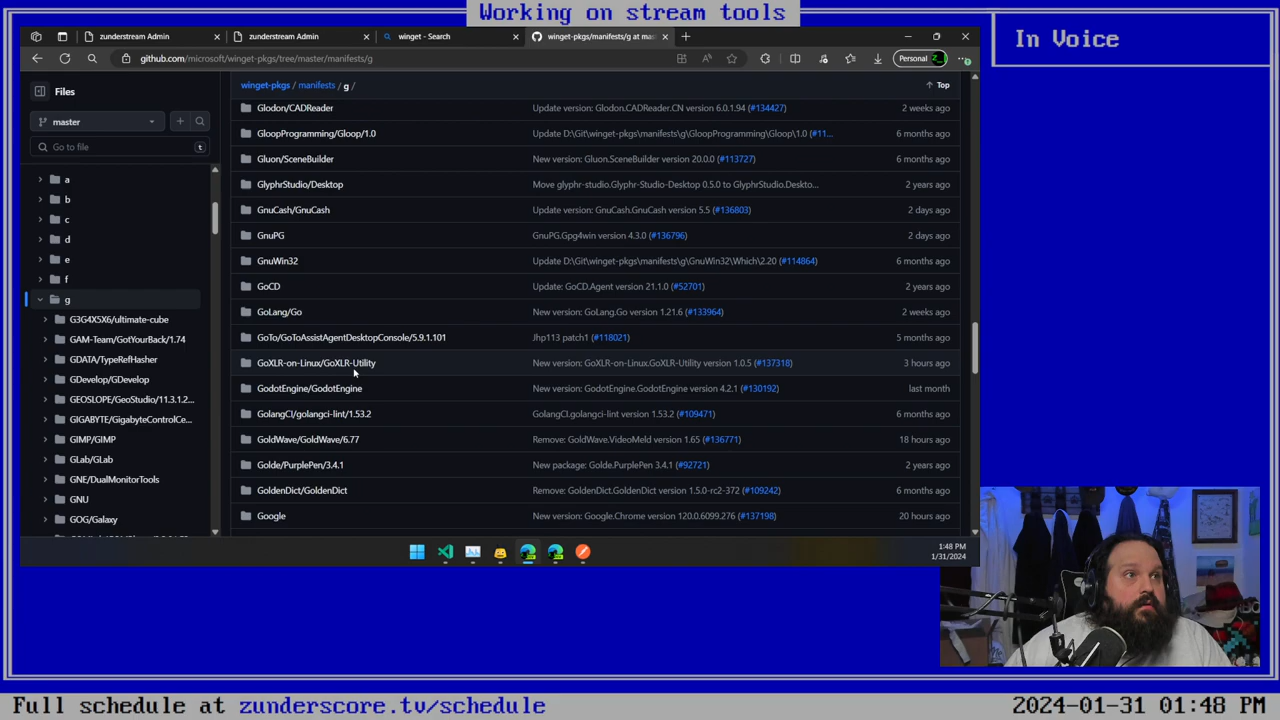 Working on stream tools
In Voice
zunderstream Admin
zunderstream Admin
winget - Search
winget-pkgs/manifests/g at mas
github.com/microsoft/winget-pkgs/tree/master/manifests/g
Personal
Files
master
Go to file
t
a
b
c
d
e
f
g
G3G4X5X6/ultimate-cube
GAM-Team/GotYourBack/1.74
GDATA/TypeRefHasher
GDevelop/GDevelop
GEOSLOPE/GeoStudio/11.3.1.2...
GIGABYTE/GigabyteControlCe...
GIMP/GIMP
GLab/GLab
GNE/DualMonitorTools
GNU
GOG/Galaxy
winget-pkgs / manifests / g /
Top
Glodon/CADReader Update version: Glodon.CADReader.CN version 6.0.1.94 (#134427) 2 weeks ago
GloopProgramming/Gloop/1.0 Update D:\Git\winget-pkgs\manifests\g\GloopProgramming\Gloop\1.0 (#11... 6 months ago
Gluon/SceneBuilder New version: Gluon.SceneBuilder version 20.0.0 (#113727) 6 months ago
GlyphrStudio/Desktop Move glyphr-studio.Glyphr-Studio-Desktop 0.5.0 to GlyphrStudio.Deskto... 2 years ago
GnuCash/GnuCash Update version: GnuCash.GnuCash version 5.5 (#136803) 2 days ago
GnuPG GnuPG.Gpg4win version 4.3.0 (#136796) 2 days ago
GnuWin32 Update D:\Git\winget-pkgs\manifests\g\GnuWin32\Which\2.20 (#114864) 6 months ago
GoCD Update: GoCD.Agent version 21.1.0 (#52701) 2 years ago
GoLang/Go New version: GoLang.Go version 1.21.6 (#133964) 2 weeks ago
GoTo/GoToAssistAgentDesktopConsole/5.9.1.101 Jhp113 patch1 (#118021) 5 months ago
GoXLR-on-Linux/GoXLR-Utility New version: GoXLR-on-Linux.GoXLR-Utility version 1.0.5 (#137318) 3 hours ago
GodotEngine/GodotEngine New version: GodotEngine.GodotEngine version 4.2.1 (#130192) last month
GolangCI/golangci-lint/1.53.2 GolangCI.golangci-lint version 1.53.2 (#109471) 6 months ago
GoldWave/GoldWave/6.77 Remove: GoldWave.VideoMeld version 1.65 (#136771) 18 hours ago
Golde/PurplePen/3.4.1 New package: Golde.PurplePen 3.4.1 (#92721) 2 years ago
GoldenDict/GoldenDict Remove: GoldenDict.GoldenDict version 1.5.0-rc2-372 (#109242) 6 months ago
Google New version: Google.Chrome version 120.0.6099.276 (#137198) 20 hours ago
1:48 PM
1/31/2024
Full schedule at zunderscore.tv/schedule
2024-01-31 01:48 PM